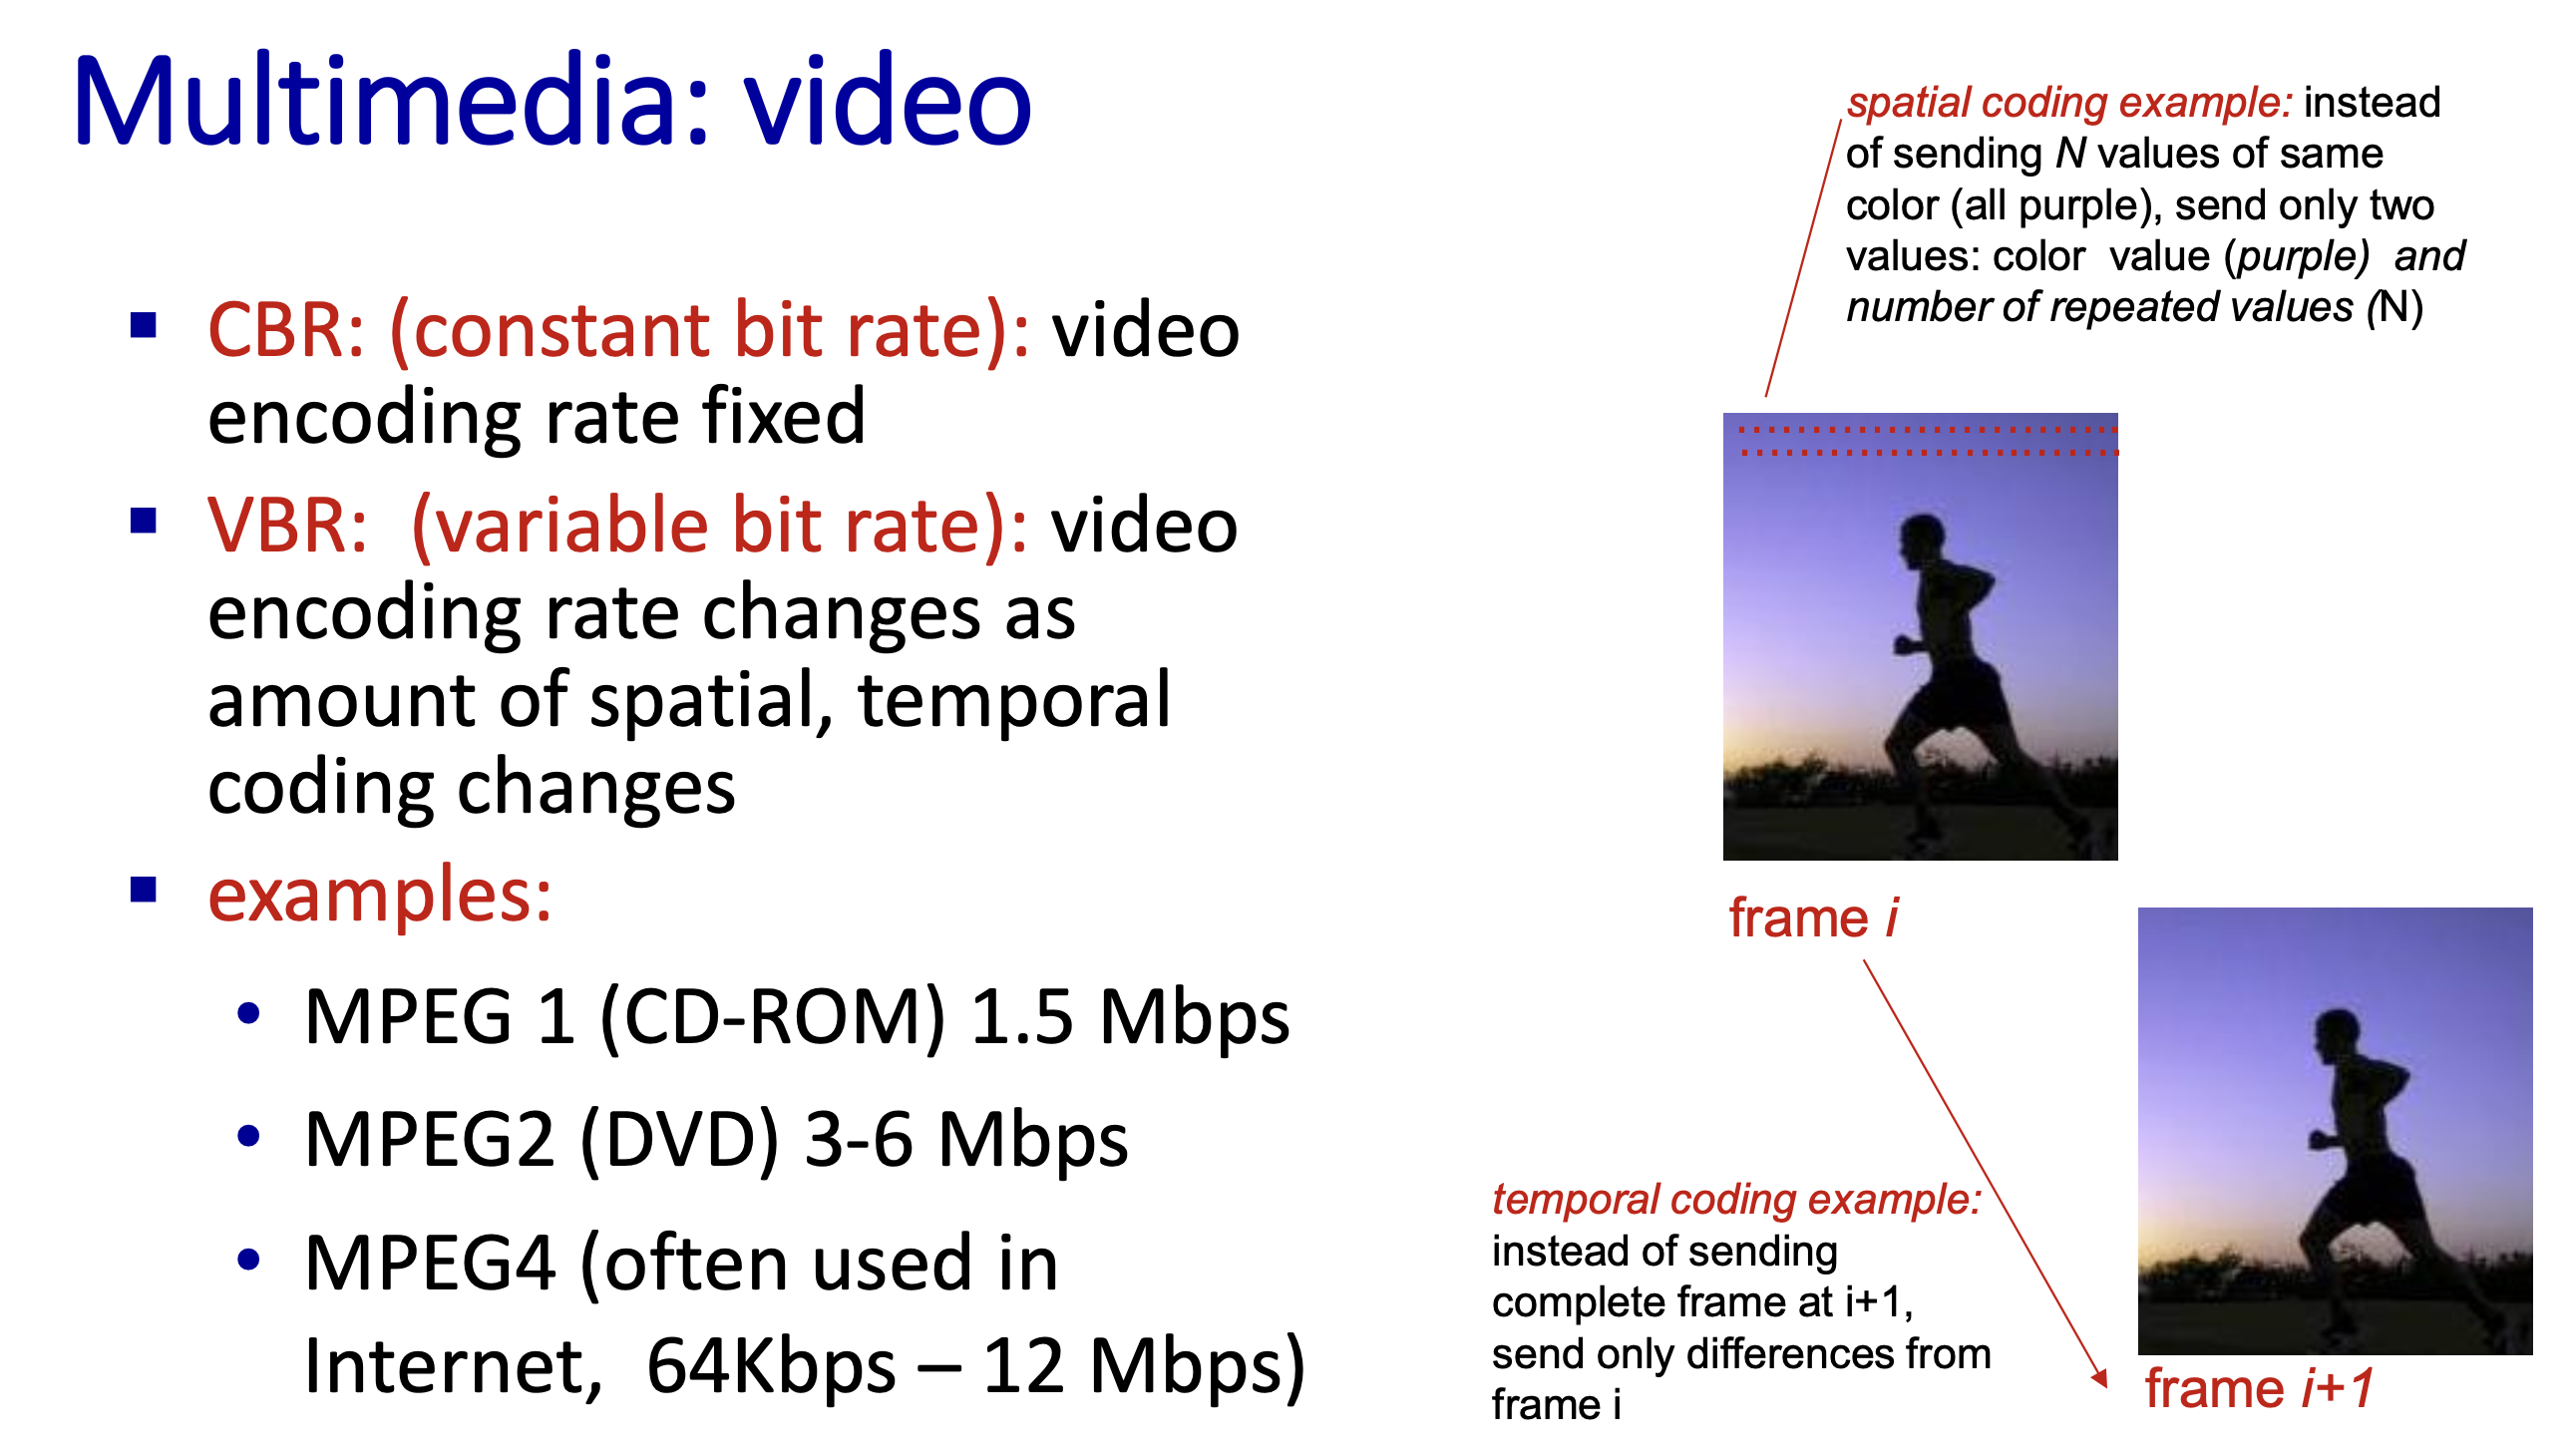 Multimedia: video
CBR: (constant bit rate): video
encoding rate fixed
VBR:  (variable bit rate): video
encoding rate changes as
amount of spatial, temporal
coding changes
examples:
MPEG 1 (CD-ROM) 1.5 Mbps
MPEG2 (DVD) 3-6 Mbps
MPEG4 (often used in
Internet,  64Kbps – 12 Mbps)
spatial coding example: instead
of sending N values of same
color (all purple), send only two
values: color  value (purple)  and
number of repeated values (N)
frame i
temporal coding example:
instead of sending
complete frame at i+1,
send only differences from
frame i
frame i+1